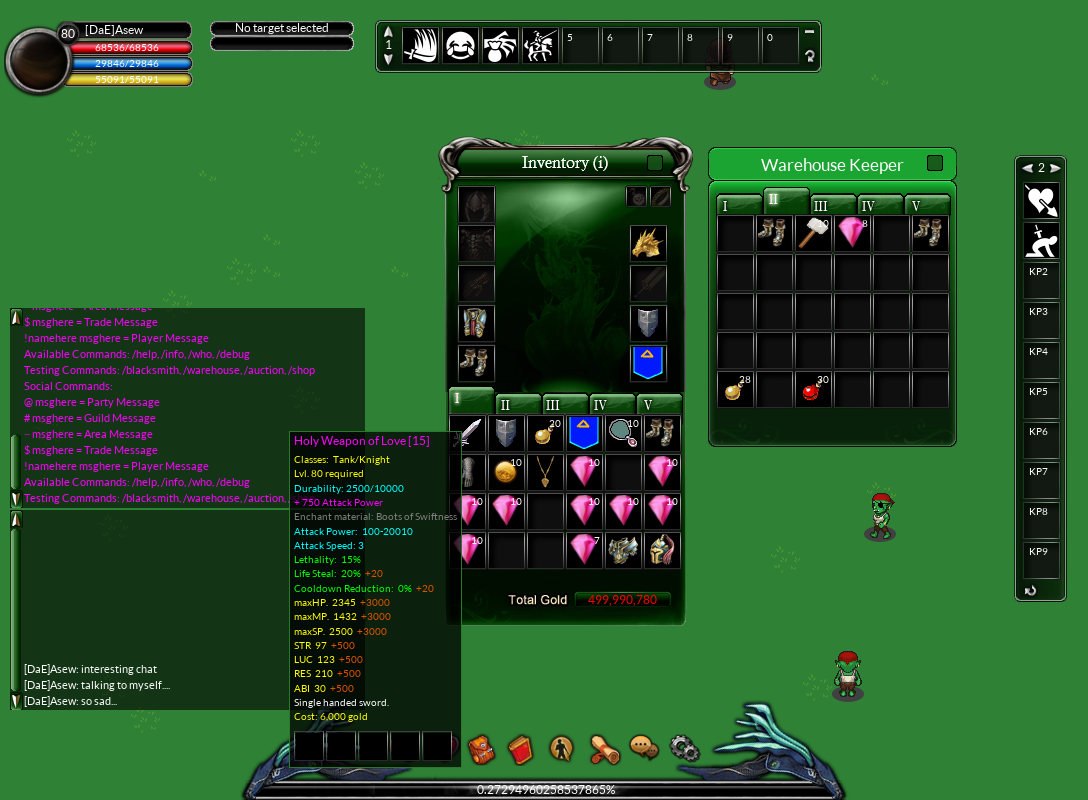 80
[DaE]Asew
68536/68536
29846/29846
55091/55091
No target selected
1
5 6 7 8 9 0
Inventory (i)
I II III IV V
20 10
10 10 10
10 10 10 10 10
10 7
Total Gold 499,990,780
Warehouse Keeper
I II III IV V
10 8
28 30
2
KP2
KP3
KP4
KP5
KP6
KP7
KP8
KP9
~ msghere = Area Message
$ msghere = Trade Message
!namehere msghere = Player Message
Available Commands: /help, /info, /who, /debug
Testing Commands: /blacksmith, /warehouse, /auction, /shop
Social Commands:
@ msghere = Party Message
# msghere = Guild Message
~ msghere = Area Message
$ msghere = Trade Message
!namehere msghere = Player Message
Available Commands: /help, /info, /who, /debug
Testing Commands: /blacksmith, /warehouse, /auction,
[DaE]Asew: interesting chat
[DaE]Asew: talking to myself....
[DaE]Asew: so sad...
Holy Weapon of Love [15]
Classes: Tank/Knight
Lvl. 80 required
Durability: 2500/10000
+ 750 Attack Power
Enchant material: Boots of Swiftness
Attack Power: 100-20010
Attack Speed: 3
Lethality: 15%
Life Steal: 20% +20
Cooldown Reduction: 0% +20
maxHP. 2345 +3000
maxMP. 1432 +3000
maxSP. 2500 +3000
STR 97 +500
LUC 123 +500
RES 210 +500
ABI 30 +500
Single handed sword.
Cost: 6,000 gold
0.2729496025853​7865%